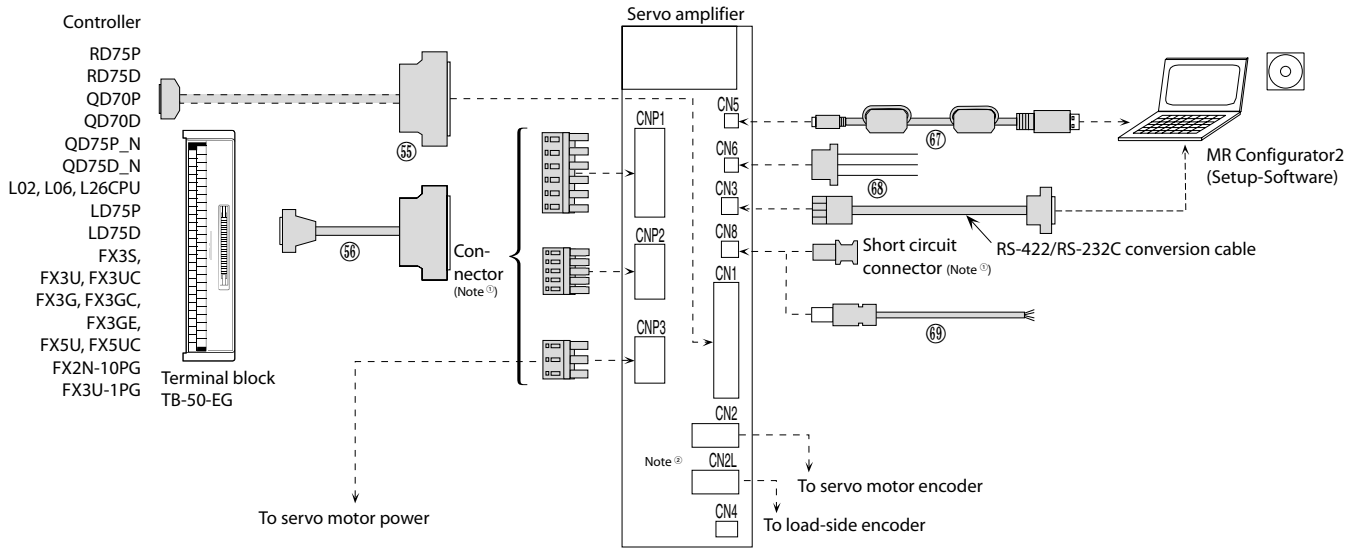 Controller
RD75P
RD75D
QD70P
QD70D
QD75P_N
QD75D_N
L02, L06, L26CPU
LD75P
LD75D
FX3S,
FX3U, FX3UC
FX3G, FX3GC,
FX3GE,
FX5U, FX5UC
FX2N-10PG
FX3U-1PG
Terminal block
TB-50-EG
55
56
Con-
nector
(Note ①)
To servo motor power
Servo amplifier
CNP1
CNP2
CNP3
CN5
CN6
CN3
CN8
CN1
CN2
Note ②
CN2L
CN4
67
68
MR Configurator2
(Setup-Software)
RS-422/RS-232C conversion cable
Short circuit
connector (Note ①)
69
To servo motor encoder
To load-side encoder